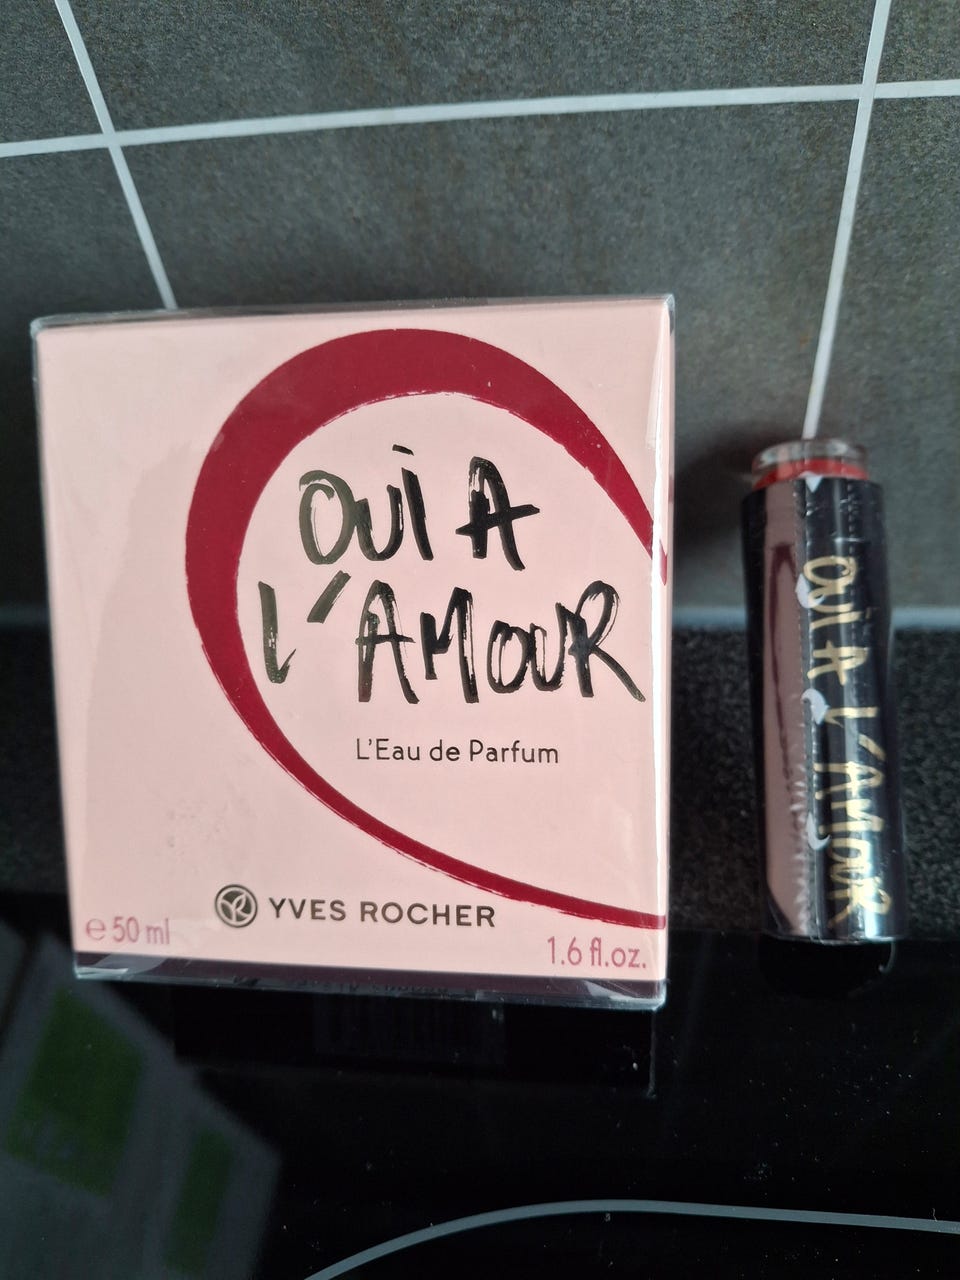 OUI A
L'AMOUR
L'Eau de Parfum
YVES ROCHER
e 50 ml
1.6 fl.oz.
OUI A L'AMOUR